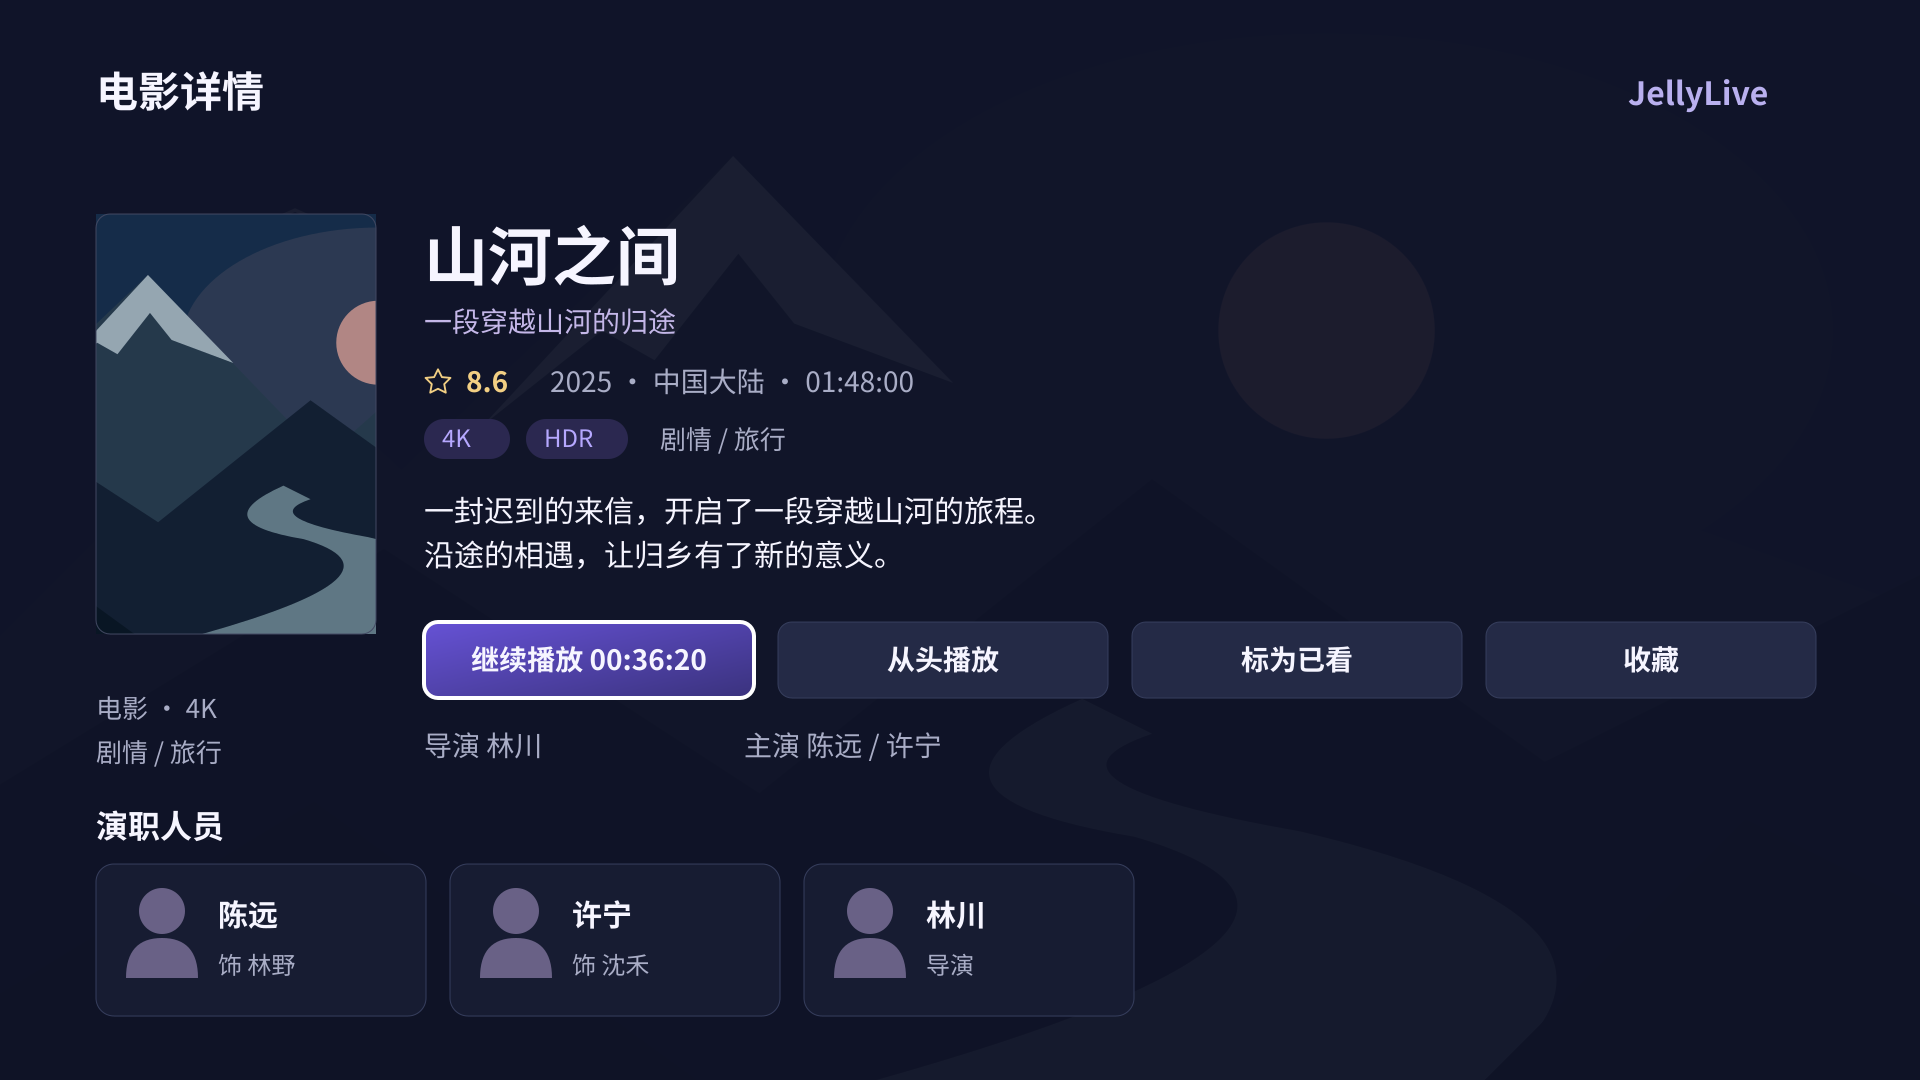 电影详情
JellyLive
山河之间
一段穿越山河的归途
8.6 2025 • 中国大陆 • 01:48:00
4K HDR 剧情 / 旅行
一封迟到的来信，开启了一段穿越山河的旅程。
沿途的相遇，让归乡有了新的意义。
继续播放 00:36:20
从头播放
标为已看
收藏
电影 • 4K
剧情 / 旅行
导演 林川
主演 陈远 / 许宁
演职人员
陈远
饰 林野
许宁
饰 沈禾
林川
导演